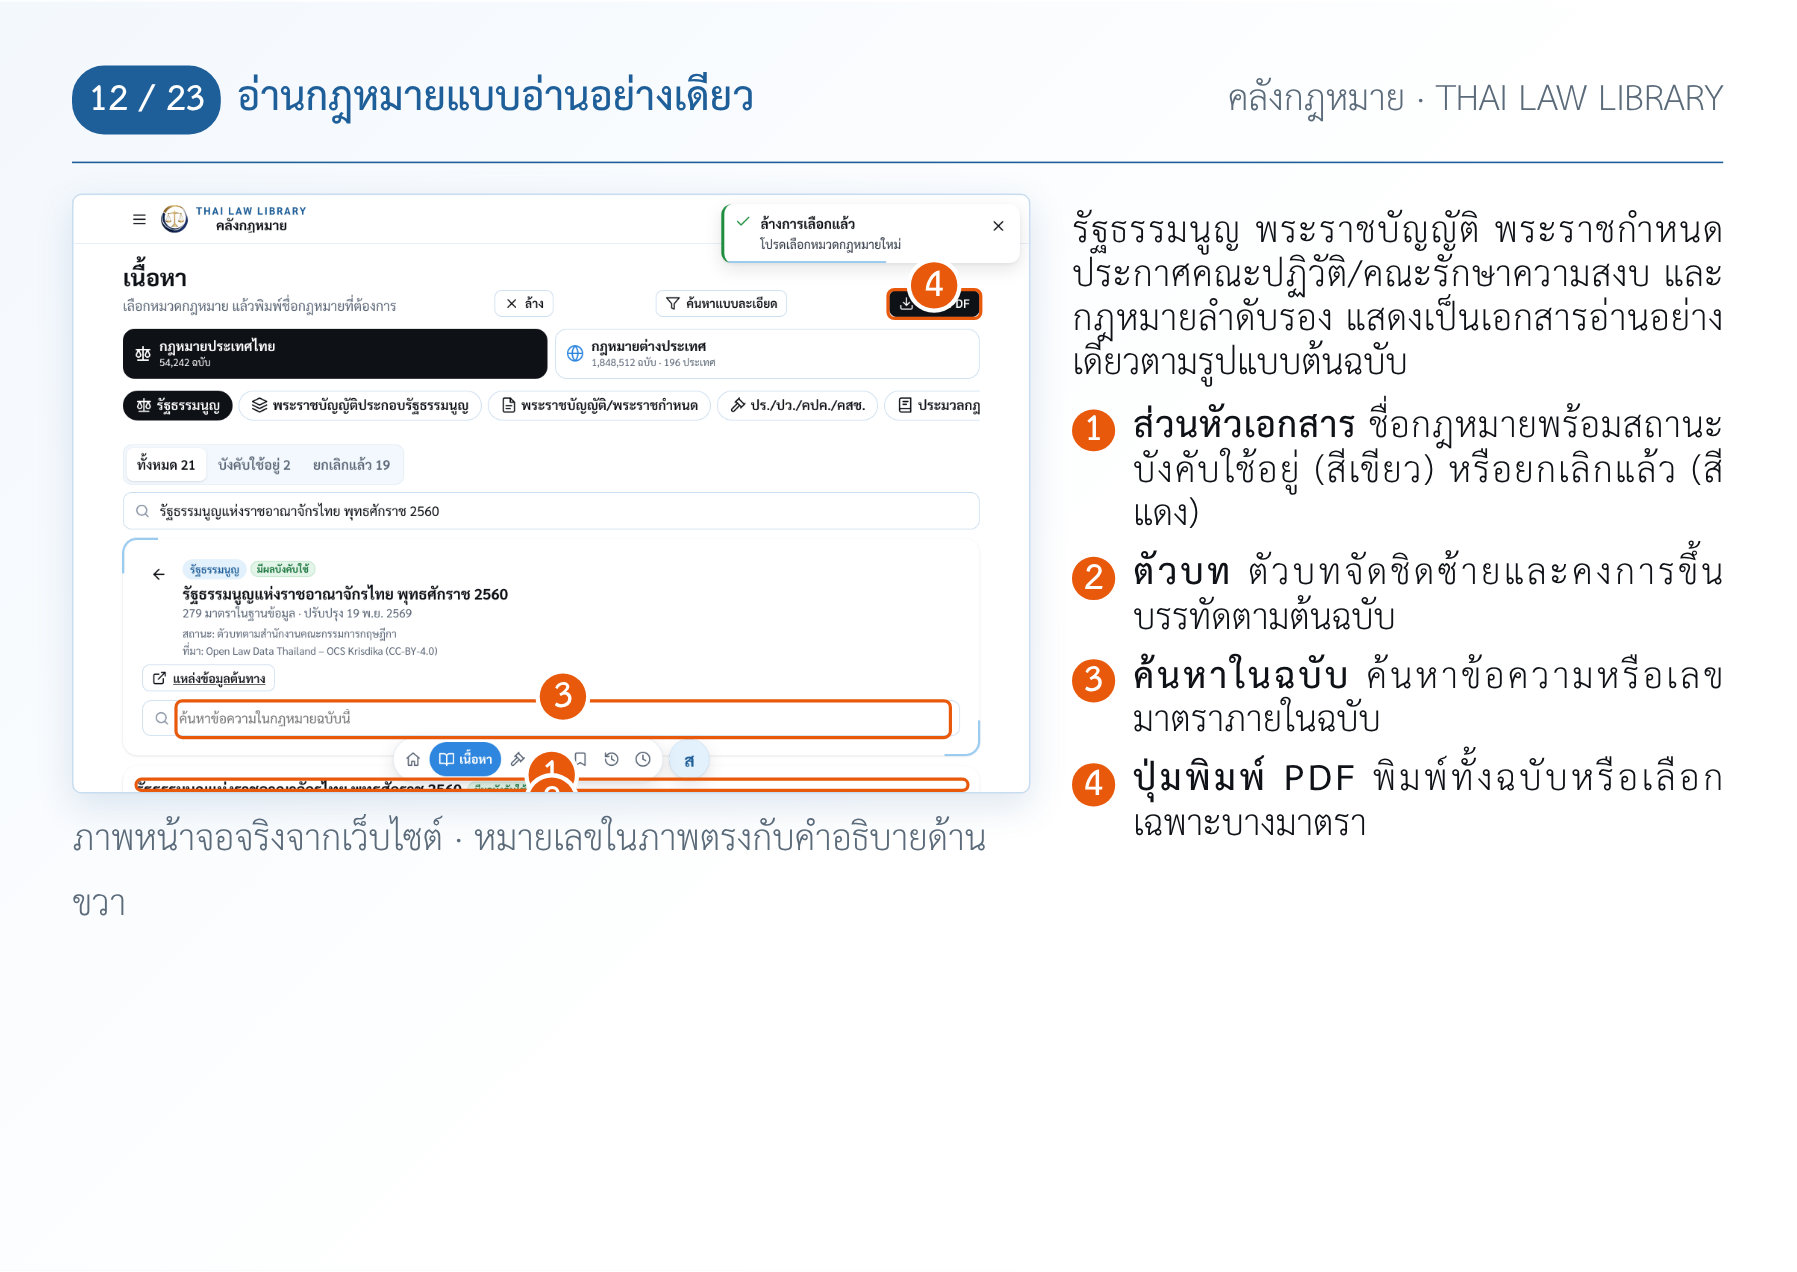 12 / 23 อ่านกฎหมายแบบอ่านอย่างเดียว
คลังกฎหมาย · THAI LAW LIBRARY
THAI LAW LIBRARY
คลังกฎหมาย
ล้างการเลือกแล้ว
โปรดเลือกหมวดกฎหมายใหม่
เนื้อหา
เลือกหมวดกฎหมาย แล้วพิมพ์ชื่อกฎหมายที่ต้องการ
ล้าง
ค้นหาแบบละเอียด
4
DF
กฎหมายประเทศไทย
54,242 ฉบับ
กฎหมายต่างประเทศ
1,848,512 ฉบับ · 196 ประเทศ
รัฐธรรมนูญ
พระราชบัญญัติประกอบรัฐธรรมนูญ
พระราชบัญญัติ/พระราชกำหนด
ปร./ปว./คปค./คสช.
ประมวลกฎ
ทั้งหมด 21 บังคับใช้อยู่ 2 ยกเลิกแล้ว 19
รัฐธรรมนูญแห่งราชอาณาจักรไทย พุทธศักราช 2560
รัฐธรรมนูญ มีผลบังคับใช้
รัฐธรรมนูญแห่งราชอาณาจักรไทย พุทธศักราช 2560
279 มาตราในฐานข้อมูล · ปรับปรุง 19 พ.ย. 2569
สถานะ: ตัวบทตามสำนักงานคณะกรรมการกฤษฎีกา
ที่มา: Open Law Data Thailand – OCS Krisdika (CC-BY-4.0)
แหล่งข้อมูลต้นทาง
3
ค้นหาข้อความในกฎหมายฉบับนี้
เนื้อหา
ส
1
2
รัฐธรรมนูญแห่งราชอาณาจักรไทย พุทธศักราช 2560
ภาพหน้าจอจริงจากเว็บไซต์ · หมายเลขในภาพตรงกับคำอธิบายด้าน
ขวา
รัฐธรรมนูญ พระราชบัญญัติ พระราชกำหนด
ประกาศคณะปฏิวัติ/คณะรักษาความสงบ และ
กฎหมายลำดับรอง แสดงเป็นเอกสารอ่านอย่าง
เดียวตามรูปแบบต้นฉบับ
1 ส่วนหัวเอกสาร ชื่อกฎหมายพร้อมสถานะ
บังคับใช้อยู่ (สีเขียว) หรือยกเลิกแล้ว (สี
แดง)
2 ตัวบท ตัวบทจัดชิดซ้ายและคงการขึ้น
บรรทัดตามต้นฉบับ
3 ค้นหาในฉบับ ค้นหาข้อความหรือเลข
มาตราภายในฉบับ
4 ปุ่มพิมพ์ PDF พิมพ์ทั้งฉบับหรือเลือก
เฉพาะบางมาตรา